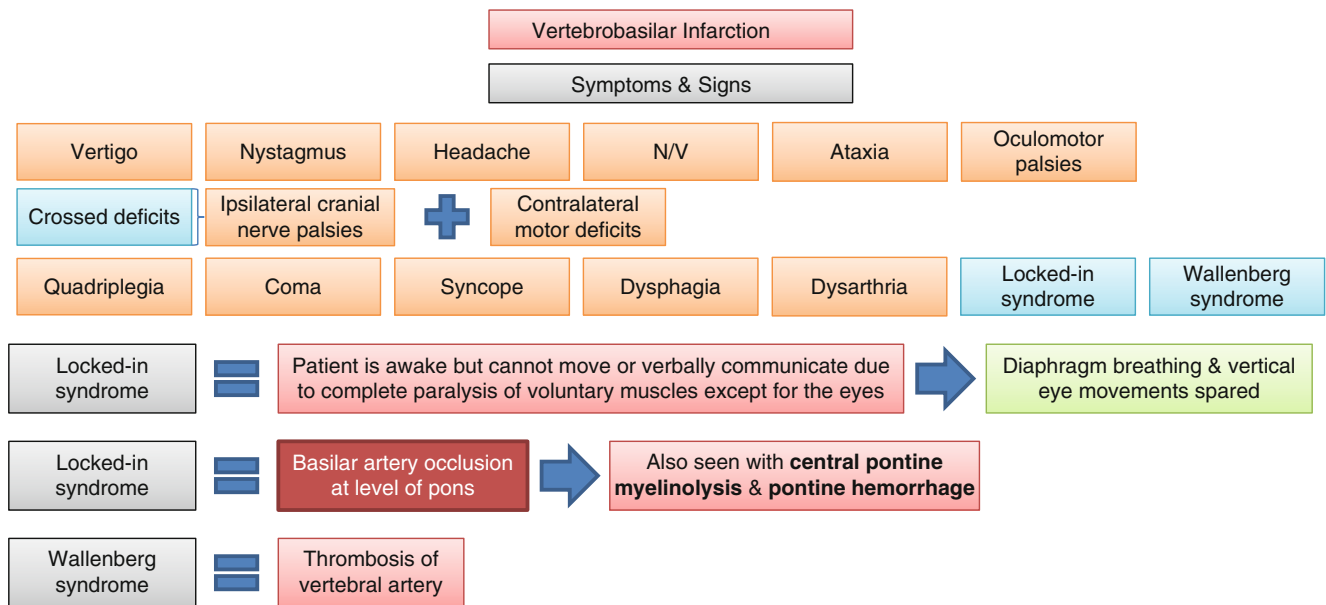 Vertebrobasilar Infarction
Symptoms & Signs
Vertigo
Nystagmus
Headache
N/V
Ataxia
Oculomotor
palsies
Crossed deficits
Ipsilateral cranial
nerve palsies
Contralateral
motor deficits
Quadriplegia
Coma
Syncope
Dysphagia
Dysarthria
Locked-in
syndrome
Wallenberg
syndrome
Locked-in
syndrome
Patient is awake but cannot move or verbally communicate due
to complete paralysis of voluntary muscles except for the eyes
Diaphragm breathing & vertical
eye movements spared
Locked-in
syndrome
Basilar artery occlusion
at level of pons
Also seen with central pontine
myelinolysis & pontine hemorrhage
Wallenberg
syndrome
Thrombosis of
vertebral artery